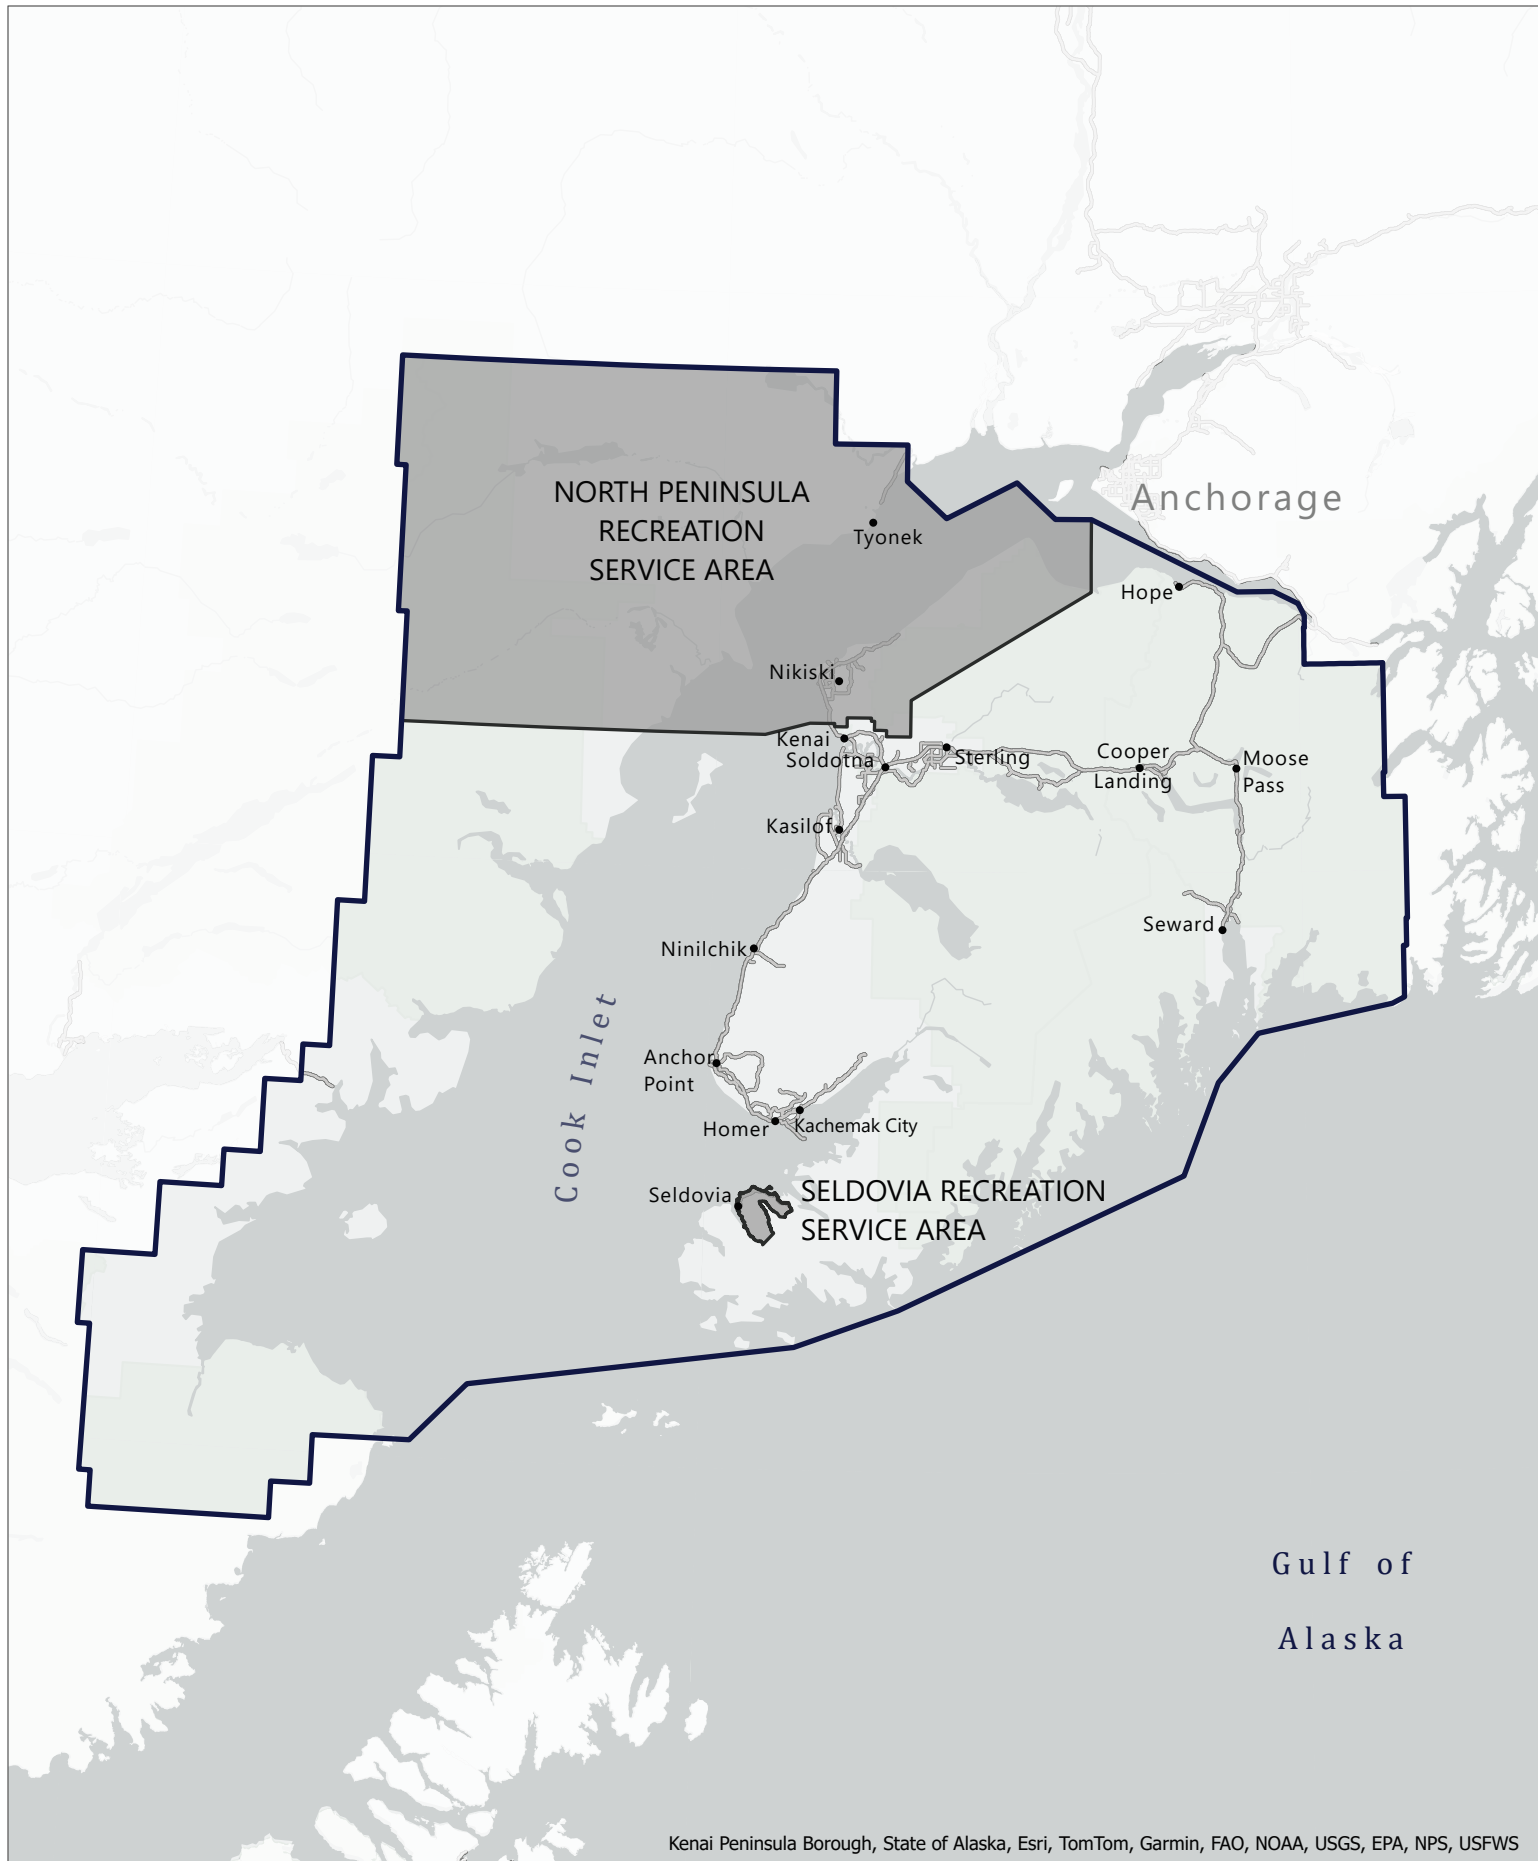 NORTH PENINSULA
RECREATION
SERVICE AREA
Anchorage
Tyonek
Hope
Nikiski
Kenai
Soldotna
Sterling
Cooper
Landing
Moose
Pass
Kasilof
Seward
Ninilchik
Cook Inlet
Anchor
Point
Homer
Kachemak City
Seldovia
SELDOVIA RECREATION
SERVICE AREA
Gulf of
Alaska
Kenai Peninsula Borough, State of Alaska, Esri, TomTom, Garmin, FAO, NOAA, USGS, EPA, NPS, USFWS